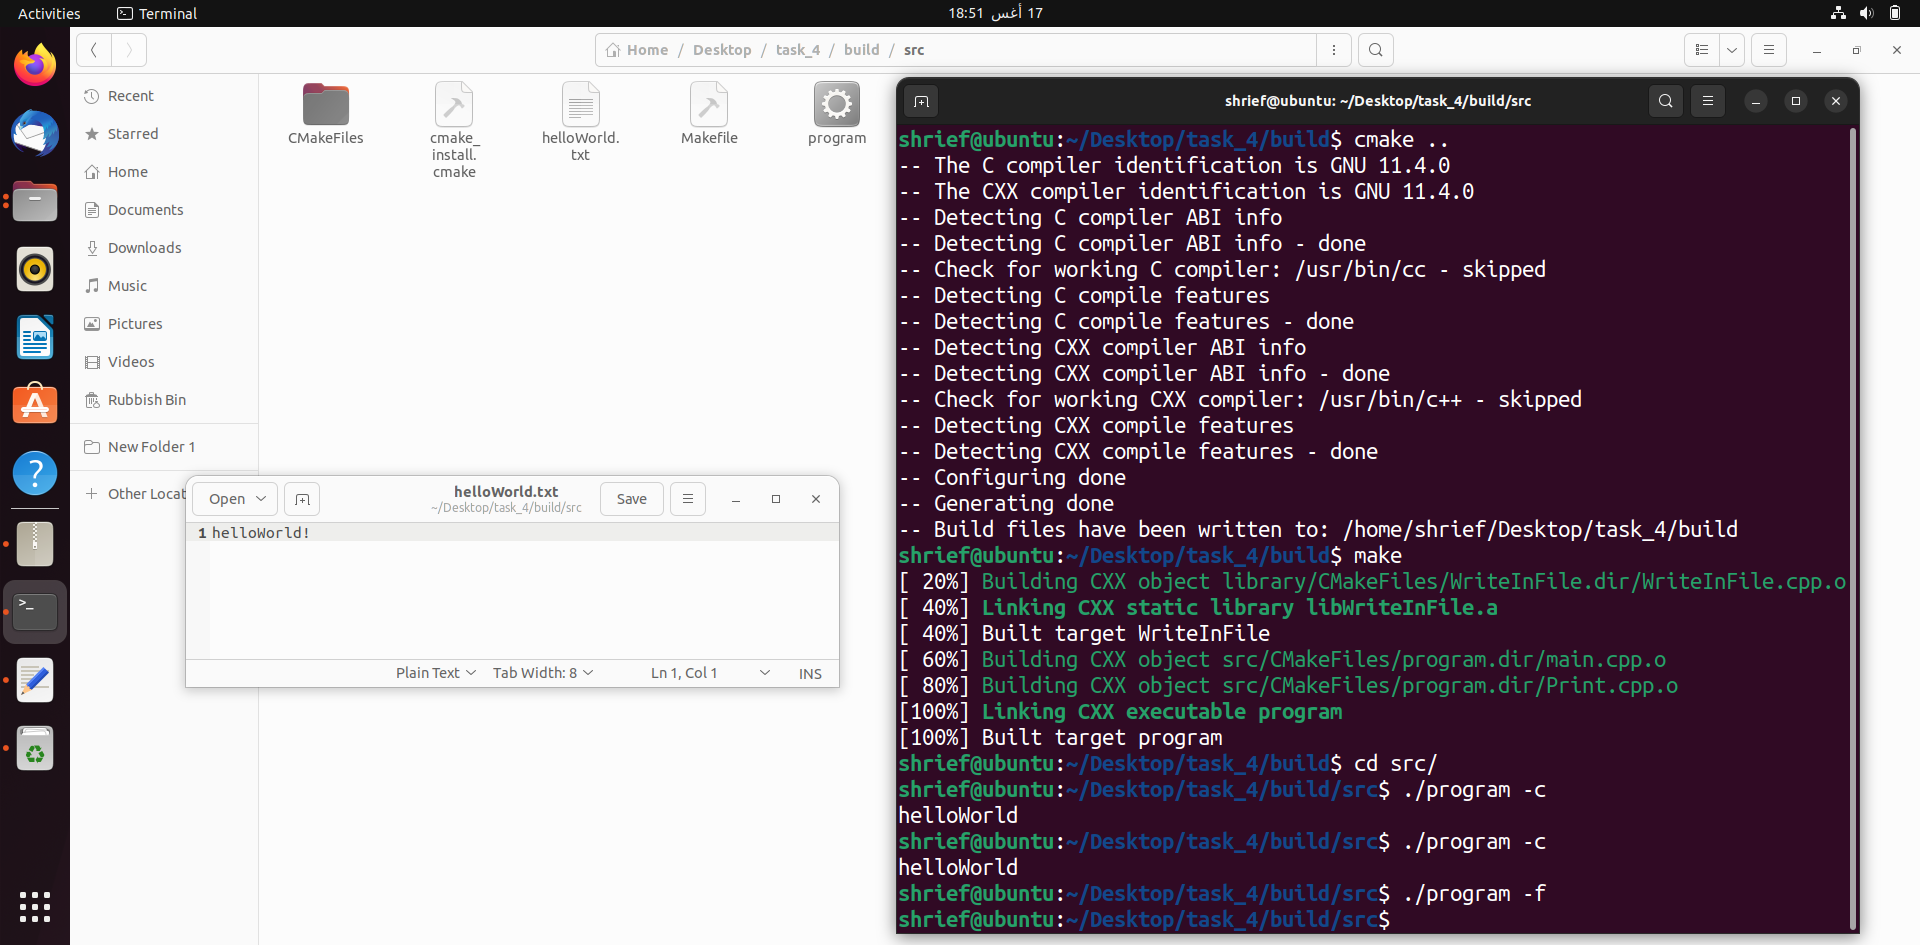 Activities
Terminal
17 أغس 18:51
Home / Desktop / task_4 / build / src
Recent
Starred
Home
Documents
Downloads
Music
Pictures
Videos
Rubbish Bin
New Folder 1
Other Locat
CMakeFiles
cmake_
install.
cmake
helloWorld.
txt
Makefile
program
Open
helloWorld.txt
~/Desktop/task_4/build/src
Save
1 helloWorld!
Plain Text
Tab Width: 8
Ln 1, Col 1
INS
shrief@ubuntu: ~/Desktop/task_4/build/src
shrief@ubuntu:~/Desktop/task_4/build$ cmake ..
-- The C compiler identification is GNU 11.4.0
-- The CXX compiler identification is GNU 11.4.0
-- Detecting C compiler ABI info
-- Detecting C compiler ABI info - done
-- Check for working C compiler: /usr/bin/cc - skipped
-- Detecting C compile features
-- Detecting C compile features - done
-- Detecting CXX compiler ABI info
-- Detecting CXX compiler ABI info - done
-- Check for working CXX compiler: /usr/bin/c++ - skipped
-- Detecting CXX compile features
-- Detecting CXX compile features - done
-- Configuring done
-- Generating done
-- Build files have been written to: /home/shrief/Desktop/task_4/build
shrief@ubuntu:~/Desktop/task_4/build$ make
[ 20%] Building CXX object library/CMakeFiles/WriteInFile.dir/WriteInFile.cpp.o
[ 40%] Linking CXX static library libWriteInFile.a
[ 40%] Built target WriteInFile
[ 60%] Building CXX object src/CMakeFiles/program.dir/main.cpp.o
[ 80%] Building CXX object src/CMakeFiles/program.dir/Print.cpp.o
[100%] Linking CXX executable program
[100%] Built target program
shrief@ubuntu:~/Desktop/task_4/build$ cd src/
shrief@ubuntu:~/Desktop/task_4/build/src$ ./program -c
helloWorld
shrief@ubuntu:~/Desktop/task_4/build/src$ ./program -c
helloWorld
shrief@ubuntu:~/Desktop/task_4/build/src$ ./program -f
shrief@ubuntu:~/Desktop/task_4/build/src$